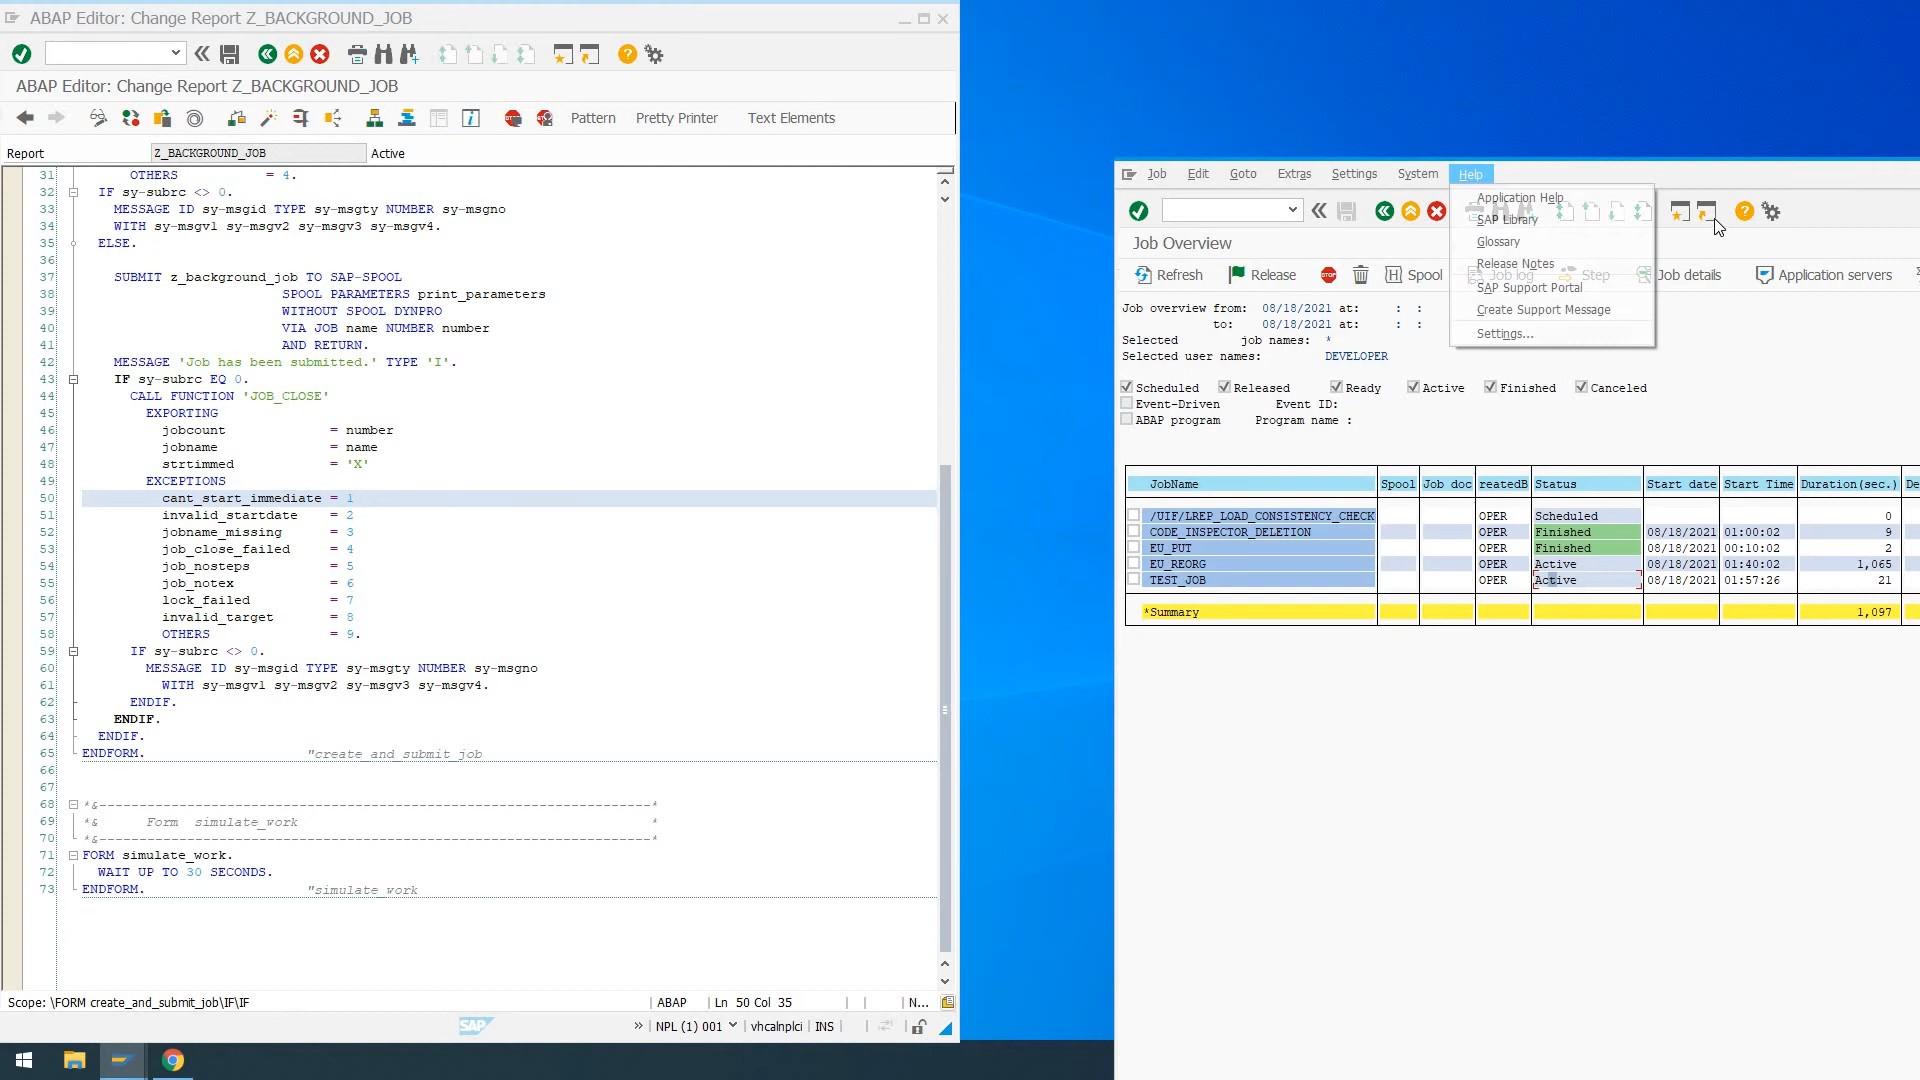 ABAP Editor: Change Report Z_BACKGROUND_JOB
ABAP Editor: Change Report Z_BACKGROUND_JOB
Pattern Pretty Printer Text Elements
Report Z_BACKGROUND_JOB Active
31 OTHERS = 4.
32 IF sy-subrc <> 0.
33 MESSAGE ID sy-msgid TYPE sy-msgty NUMBER sy-msgno
34 WITH sy-msgv1 sy-msgv2 sy-msgv3 sy-msgv4.
35 ELSE.
36
37 SUBMIT z_background_job TO SAP-SPOOL
38 SPOOL PARAMETERS print_parameters
39 WITHOUT SPOOL DYNPRO
40 VIA JOB name NUMBER number
41 AND RETURN.
42 MESSAGE 'Job has been submitted.' TYPE 'I'.
43 IF sy-subrc EQ 0.
44 CALL FUNCTION 'JOB_CLOSE'
45 EXPORTING
46 jobcount = number
47 jobname = name
48 strtimmed = 'X'
49 EXCEPTIONS
50 cant_start_immediate = 1
51 invalid_startdate = 2
52 jobname_missing = 3
53 job_close_failed = 4
54 job_nosteps = 5
55 job_notex = 6
56 lock_failed = 7
57 invalid_target = 8
58 OTHERS = 9.
59 IF sy-subrc <> 0.
60 MESSAGE ID sy-msgid TYPE sy-msgty NUMBER sy-msgno
61 WITH sy-msgv1 sy-msgv2 sy-msgv3 sy-msgv4.
62 ENDIF.
63 ENDIF.
64 ENDIF.
65 ENDFORM. "create_and_submit_job
66
67
68 *&---------------------------------------------------------------------*
69 *& Form simulate_work *
70 *&---------------------------------------------------------------------*
71 FORM simulate_work.
72 WAIT UP TO 30 SECONDS.
73 ENDFORM. "simulate_work
Scope: \FORM create_and_submit_job\IF\IF ABAP Ln 50 Col 35 N...
SAP » NPL (1) 001 vhcalnplci INS
Job Edit Goto Extras Settings System Help
Application Help
SAP Library
Glossary
Release Notes
SAP Support Portal
Create Support Message
Settings...
Job Overview
Refresh Release STOP Spool Job log Step Job details Application servers
Job overview from: 08/18/2021 at: : :
to: 08/18/2021 at: : :
Selected job names: *
Selected user names: DEVELOPER
Scheduled Released Ready Active Finished Canceled
Event-Driven Event ID:
ABAP program Program name :
JobName Spool Job doc reatedB Status Start date Start Time Duration(sec.) De
/UIF/LREP_LOAD_CONSISTENCY_CHECK OPER Scheduled 0
CODE_INSPECTOR_DELETION OPER Finished 08/18/2021 01:00:02 9
EU_PUT OPER Finished 08/18/2021 00:10:02 2
EU_REORG OPER Active 08/18/2021 01:40:02 1,065
TEST_JOB OPER Active 08/18/2021 01:57:26 21
*Summary 1,097